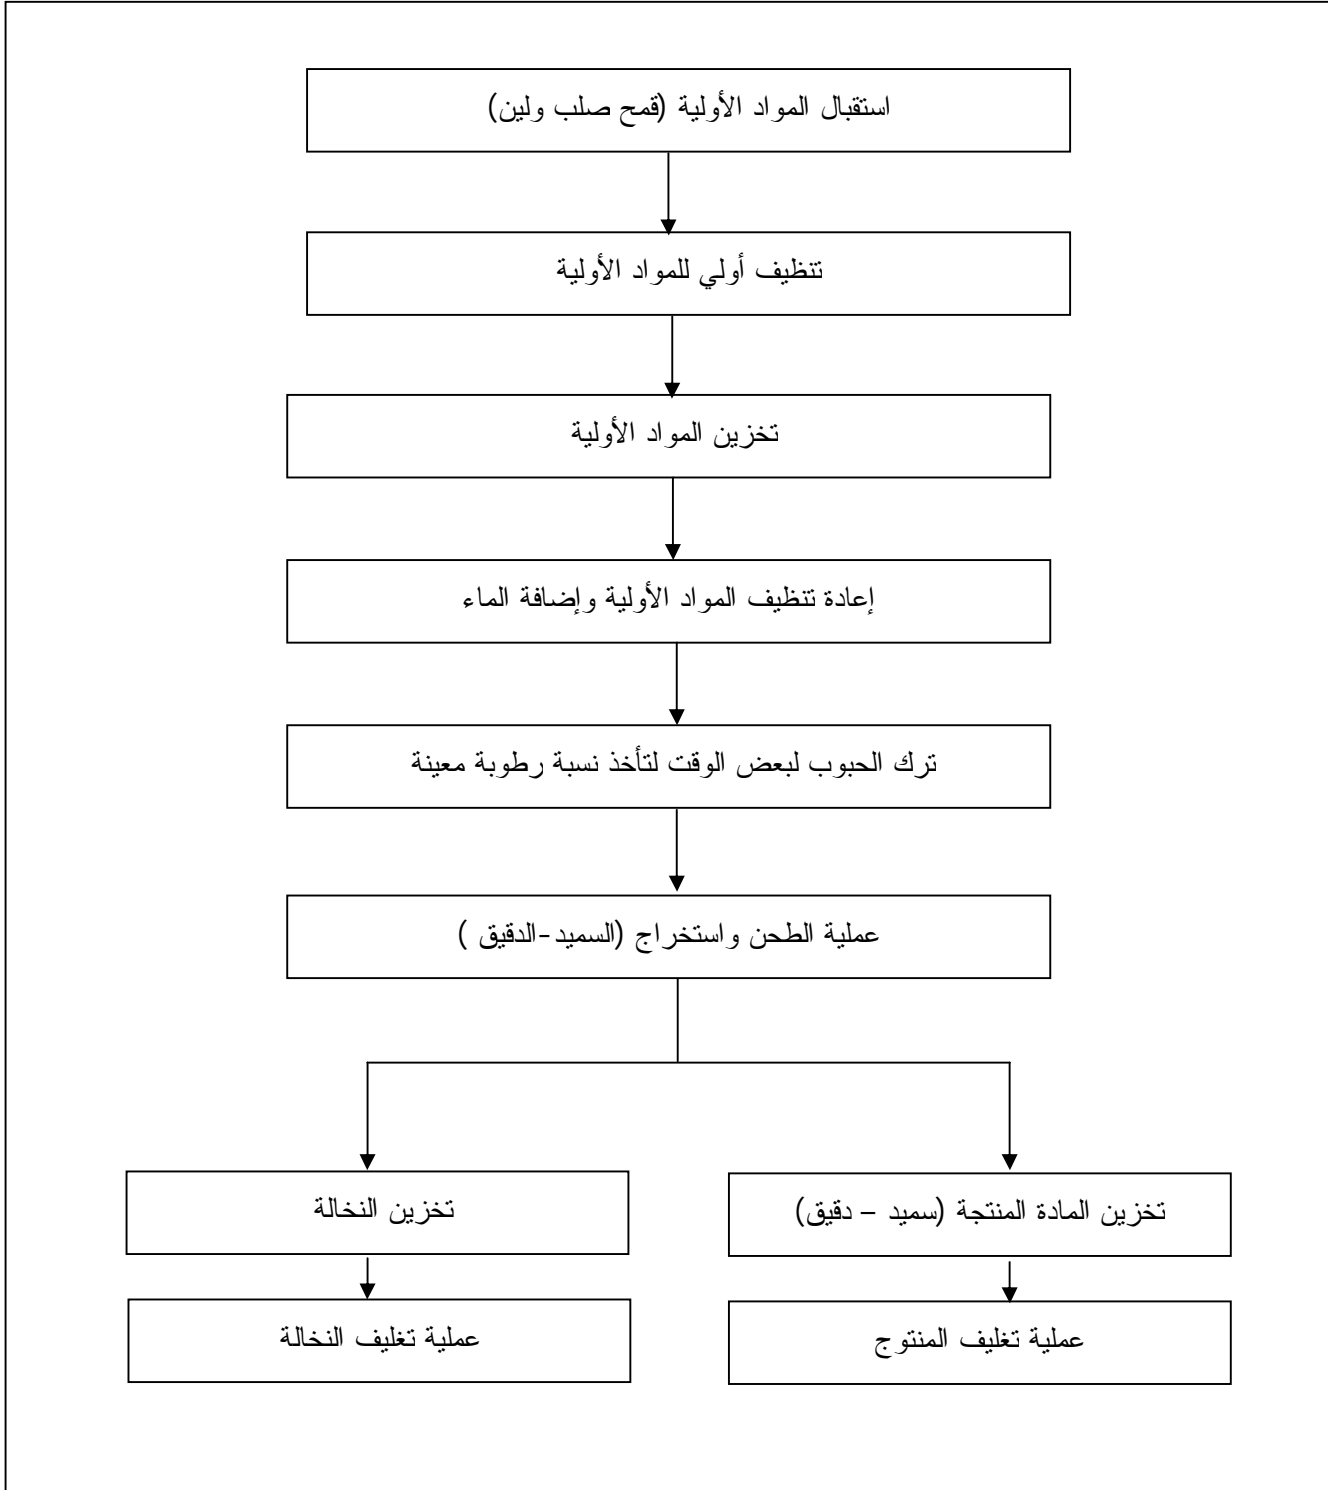 استقبال المواد الأولية (قمح صلب ولين)
تنظيف أولي للمواد الأولية
تخزين المواد الأولية
إعادة تنظيف المواد الأولية وإضافة الماء
ترك الحبوب لبعض الوقت لتأخذ نسبة رطوبة معينة
عملية الطحن واستخراج (السميد-الدقيق )
تخزين المادة المنتجة (سميد – دقيق)
تخزين النخالة
عملية تغليف المنتوج
عملية تغليف النخالة